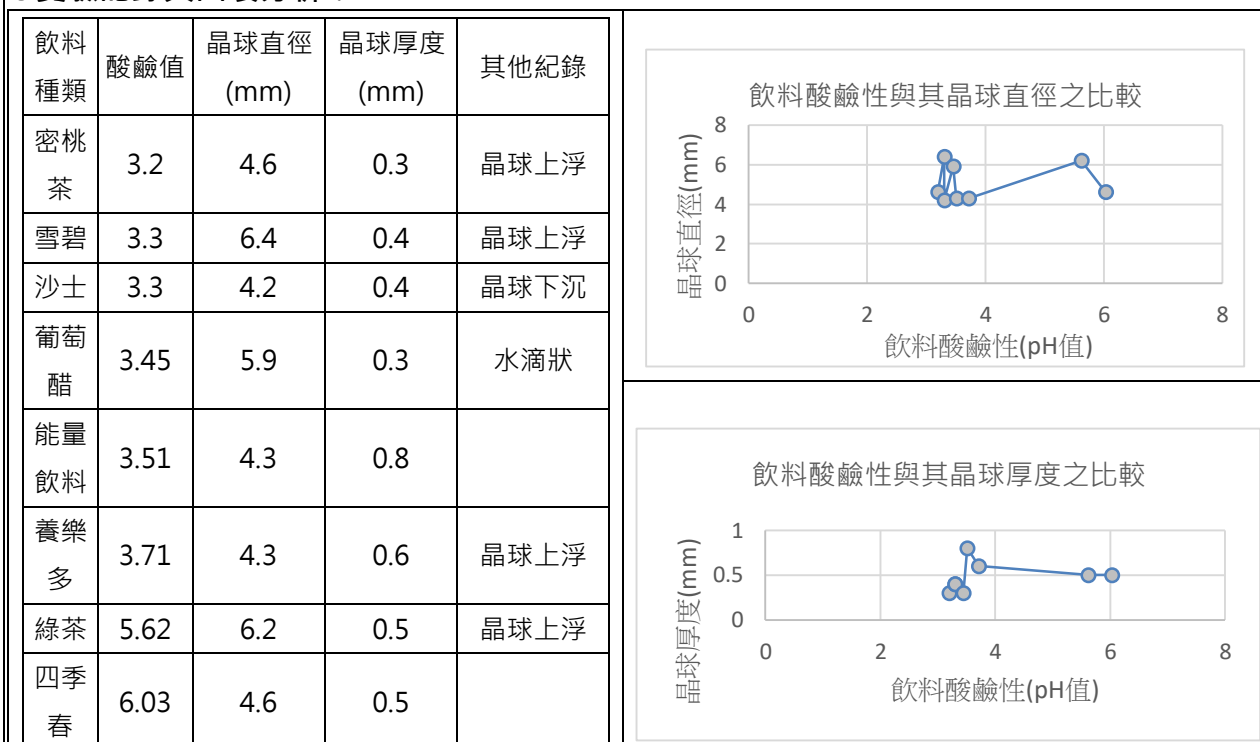 飲料種類 酸鹼值 晶球直徑(mm) 晶球厚度(mm) 其他紀錄
密桃茶 3.2 4.6 0.3 晶球上浮
雪碧 3.3 6.4 0.4 晶球上浮
沙士 3.3 4.2 0.4 晶球下沉
葡萄醋 3.45 5.9 0.3 水滴狀
能量飲料 3.51 4.3 0.8
養樂多 3.71 4.3 0.6 晶球上浮
綠茶 5.62 6.2 0.5 晶球上浮
四季春 6.03 4.6 0.5
飲料酸鹼性與其晶球直徑之比較
晶球直徑(mm)
8
6
4
2
0
0 2 4 6 8
飲料酸鹼性(pH值)
飲料酸鹼性與其晶球厚度之比較
晶球厚度(mm)
1
0.5
0
0 2 4 6 8
飲料酸鹼性(pH值)